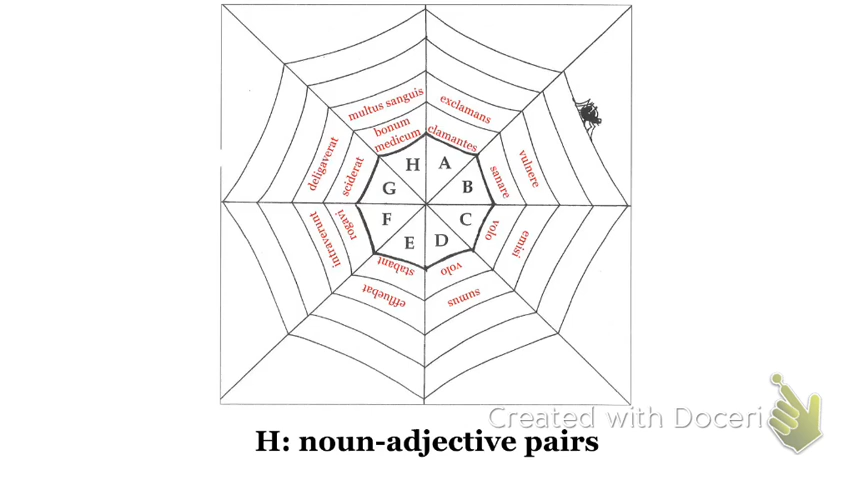 multus sanguis
exclamans
bonum
medicum
clamantes
deligaverat
sciderat
H
A
sanare
vulnere
G
B
F
C
intraverunt
rogavi
E
D
volo
emisi
stabant
volo
effluebat
sumus
Created with Doceri
H: noun-adjective pairs